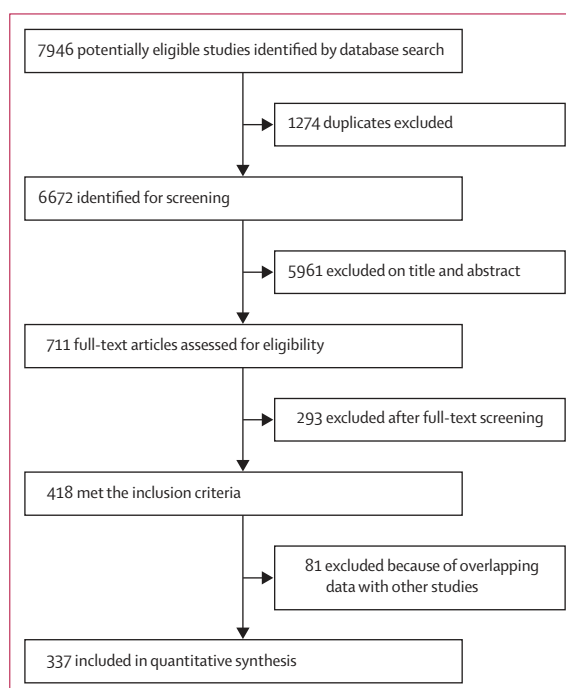 7946 potentially eligible studies identified by database search
1274 duplicates excluded
6672 identified for screening
5961 excluded on title and abstract
711 full-text articles assessed for eligibility
293 excluded after full-text screening
418 met the inclusion criteria
81 excluded because of overlapping
data with other studies
337 included in quantitative synthesis